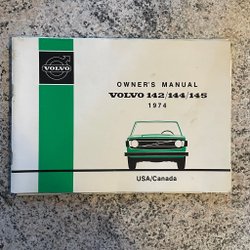 VOLVO
OWNER'S MANUAL
VOLVO 142/144/145
1974
USA/Canada